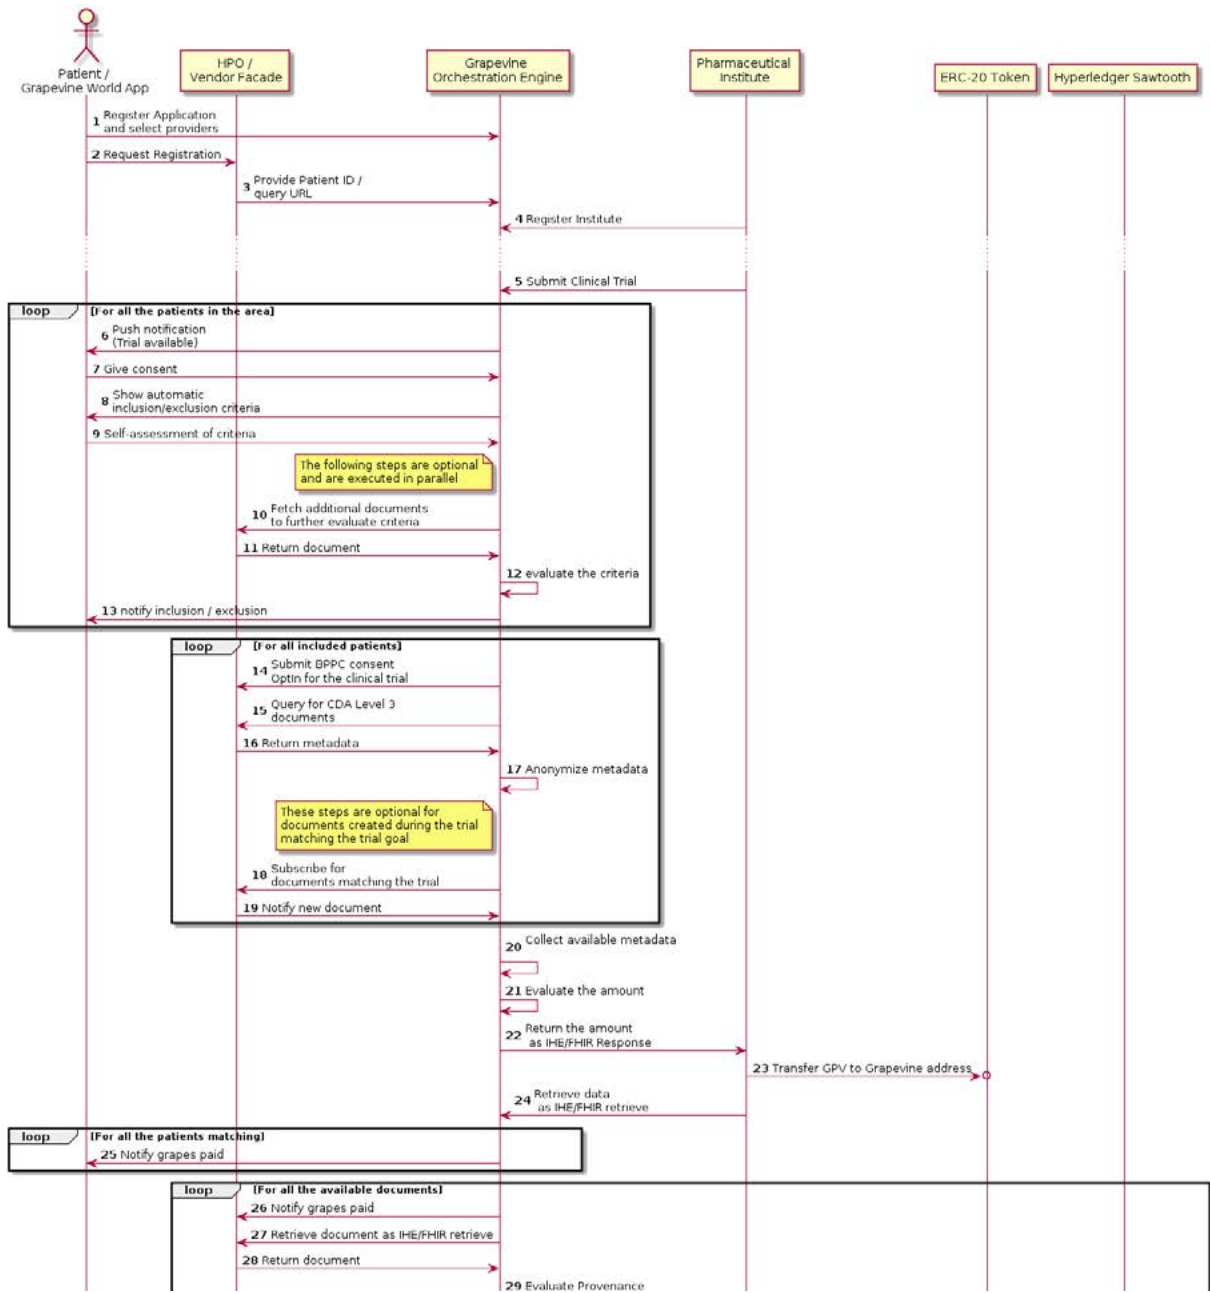 Patient /
Grapevine World App
HPO /
Vendor Facade
Grapevine
Orchestration Engine
Pharmaceutical
Institute
ERC-20 Token
Hyperledger Sawtooth
1 Register Application
and select providers
2 Request Registration
3 Provide Patient ID /
query URL
4 Register Institute
5 Submit Clinical Trial
loop [For all the patients in the area]
6 Push notification
(Trial available)
7 Give consent
8 Show automatic
inclusion/exclusion criteria
9 Self-assessment of criteria
The following steps are optional
and are executed in parallel
10 Fetch additional documents
to further evaluate criteria
11 Return document
12 evaluate the criteria
13 notify inclusion / exclusion
loop [For all included patients]
14 Submit BPPC consent
OptIn for the clinical trial
15 Query for CDA Level 3
documents
16 Return metadata
17 Anonymize metadata
These steps are optional for
documents created during the trial
matching the trial goal
18 Subscribe for
documents matching the trial
19 Notify new document
20 Collect available metadata
21 Evaluate the amount
22 Return the amount
as IHE/FHIR Response
23 Transfer GPV to Grapevine address
24 Retrieve data
as IHE/FHIR retrieve
loop [For all the patients matching]
25 Notify grapes paid
loop [For all the available documents]
26 Notify grapes paid
27 Retrieve document as IHE/FHIR retrieve
28 Return document
29 Evaluate Provenance